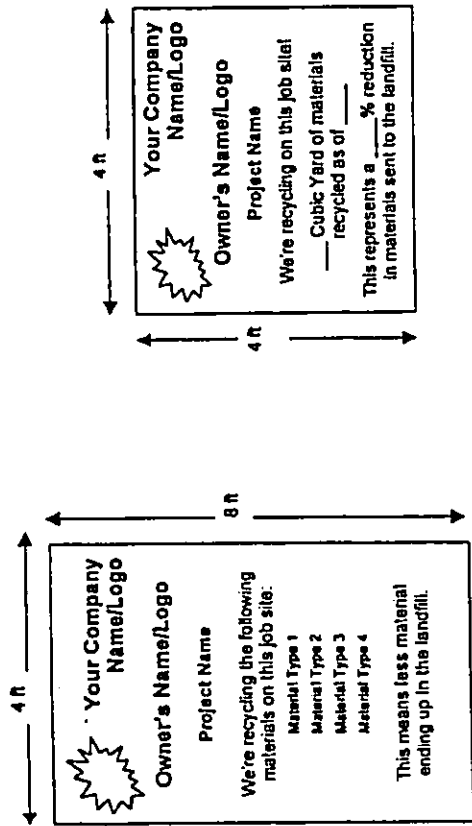 4 ft
Your Company
Name/Logo
Owner's Name/Logo
Project Name
We're recycling the following
materials on this job site:
Material Type 1
Material Type 2
Material Type 3
Material Type 4
This means less material
ending up in the landfill.
8 ft
4 ft
4 ft
Your Company
Name/Logo
Owner's Name/Logo
Project Name
We're recycling on this job site!
___ Cubic Yard of materials
recycled as of ____
This represents a ___% reduction
in materials sent to the landfill.